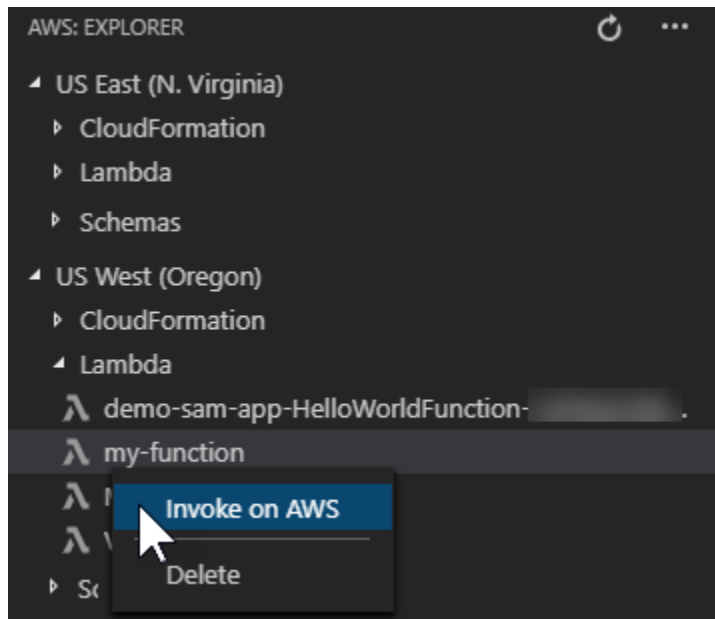 AWS: EXPLORER
US East (N. Virginia)
CloudFormation
Lambda
Schemas
US West (Oregon)
CloudFormation
Lambda
demo-sam-app-HelloWorldFunction-
my-function
Invoke on AWS
Delete